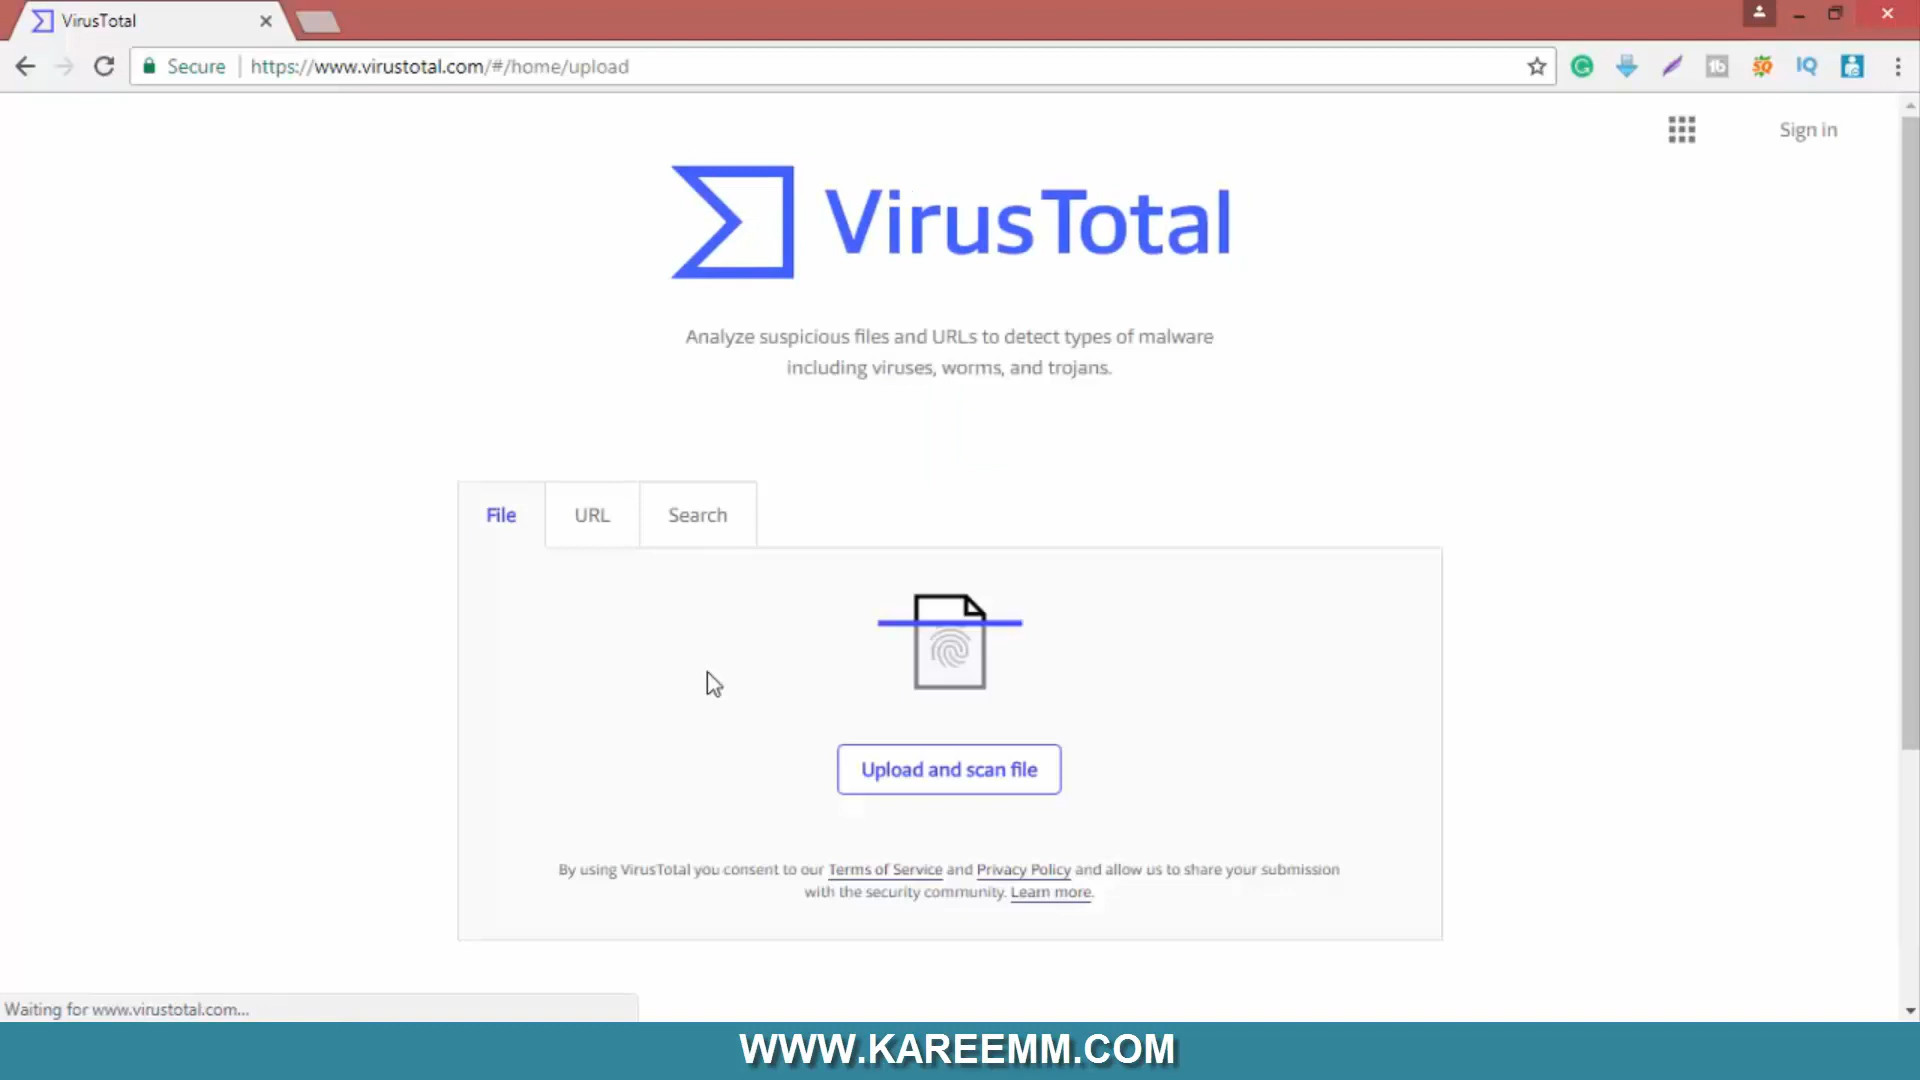 VirusTotal
Secure
https://www.virustotal.com/#/home/upload
Sign in
VirusTotal
Analyze suspicious files and URLs to detect types of malware
including viruses, worms, and trojans.
File URL Search
Upload and scan file
By using VirusTotal you consent to our Terms of Service and Privacy Policy and allow us to share your submission
with the security community. Learn more.
Waiting for www.virustotal.com...
WWW.KAREEMM.COM